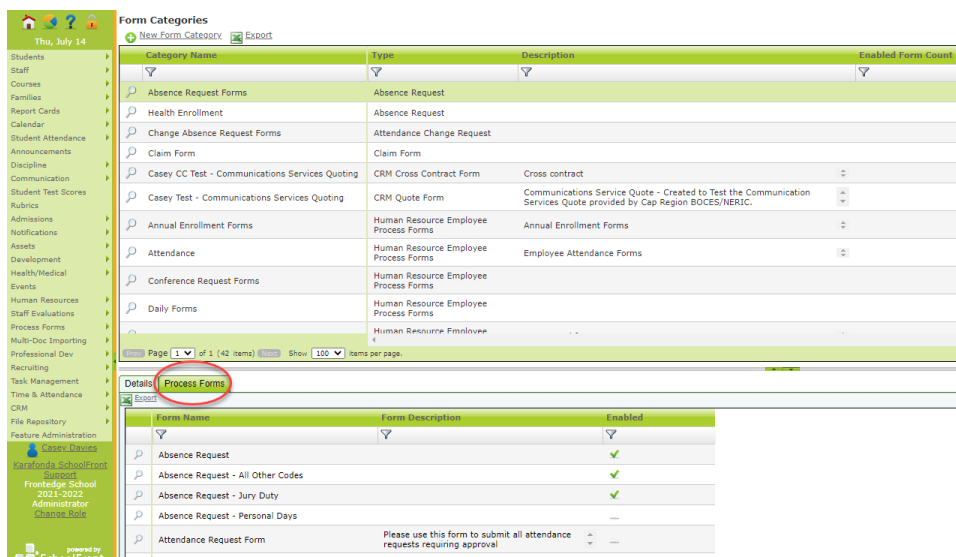 Thu, July 14
Students
Staff
Courses
Families
Report Cards
Calendar
Student Attendance
Announcements
Discipline
Communication
Student Test Scores
Rubrics
Admissions
Notifications
Assets
Development
Health/Medical
Events
Human Resources
Staff Evaluations
Process Forms
Multi-Doc Importing
Professional Dev
Recruiting
Task Management
Time & Attendance
CRM
File Repository
Feature Administration
Casey Davies
Karafonda SchoolFront
Support
Frontedge School
2021-2022
Administrator
Change Role
powered by
SchoolFront
Form Categories
New Form Category Export
Category Name Type Description Enabled Form Count
Absence Request Forms Absence Request
Health Enrollment Absence Request
Change Absence Request Forms Attendance Change Request
Claim Form Claim Form
Casey CC Test - Communications Services Quoting CRM Cross Contract Form Cross contract
Casey Test - Communications Services Quoting CRM Quote Form Communications Service Quote - Created to Test the Communication
Services Quote provided by Cap Region BOCES/NERIC.
Annual Enrollment Forms Human Resource Employee
Process Forms Annual Enrollment Forms
Attendance Human Resource Employee
Process Forms Employee Attendance Forms
Conference Request Forms Human Resource Employee
Process Forms
Daily Forms Human Resource Employee
Process Forms
Human Resource Employee
Prev Page 1 of 1 (42 items) Next Show 100 items per page.
Details Process Forms
Export
Form Name Form Description Enabled
Absence Request
Absence Request - All Other Codes
Absence Request - Jury Duty
Absence Request - Personal Days
Attendance Request Form Please use this form to submit all attendance
requests requiring approval